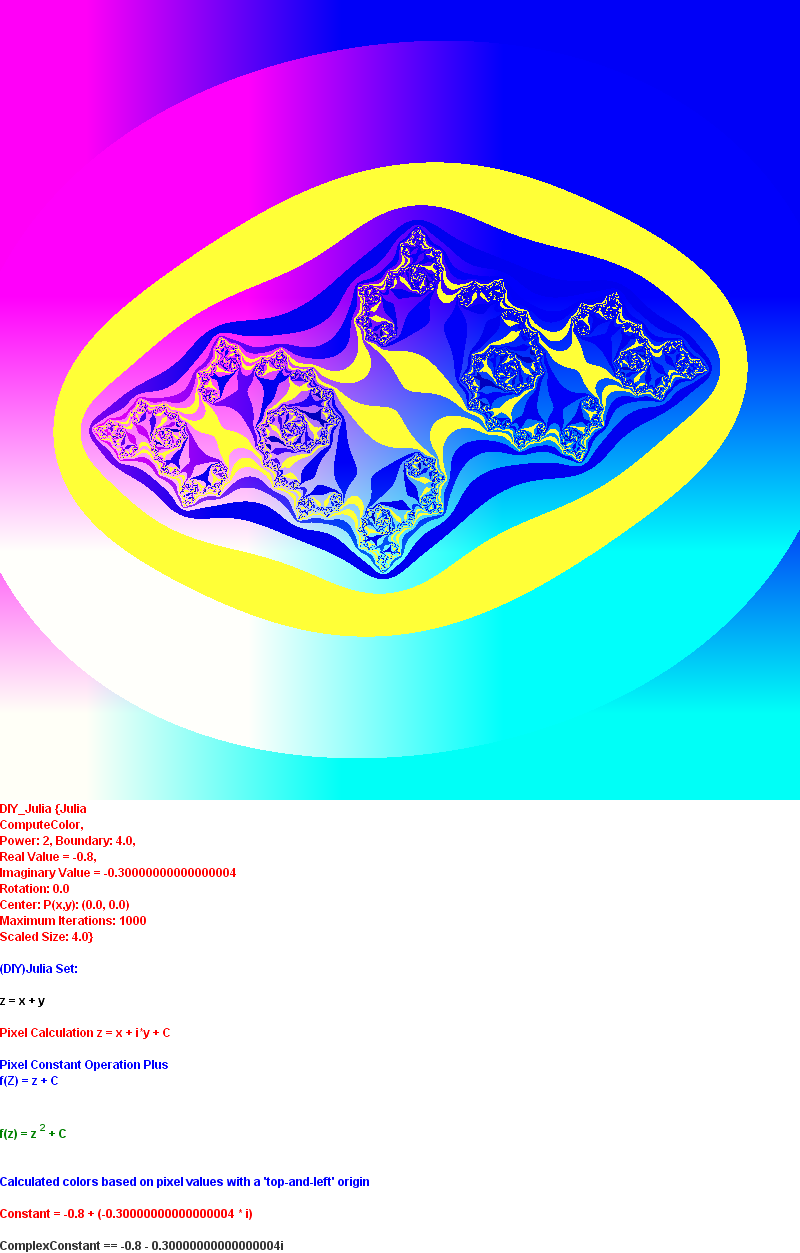 DIY_Julia {Julia
ComputeColor,
Power: 2, Boundary: 4.0,
Real Value = -0.8,
Imaginary Value = -0.30000000000000004
Rotation: 0.0
Center: P(x,y): (0.0, 0.0)
Maximum Iterations: 1000
Scaled Size: 4.0}
(DIY)Julia Set:
z = x + y
Pixel Calculation z = x + i*y + C
Pixel Constant Operation Plus
f(Z) = z + C
f(z) = z 2 + C
Calculated colors based on pixel values with a 'top-and-left' origin
Constant = -0.8 + (-0.30000000000000004 * i)
ComplexConstant == -0.8 - 0.30000000000000004i